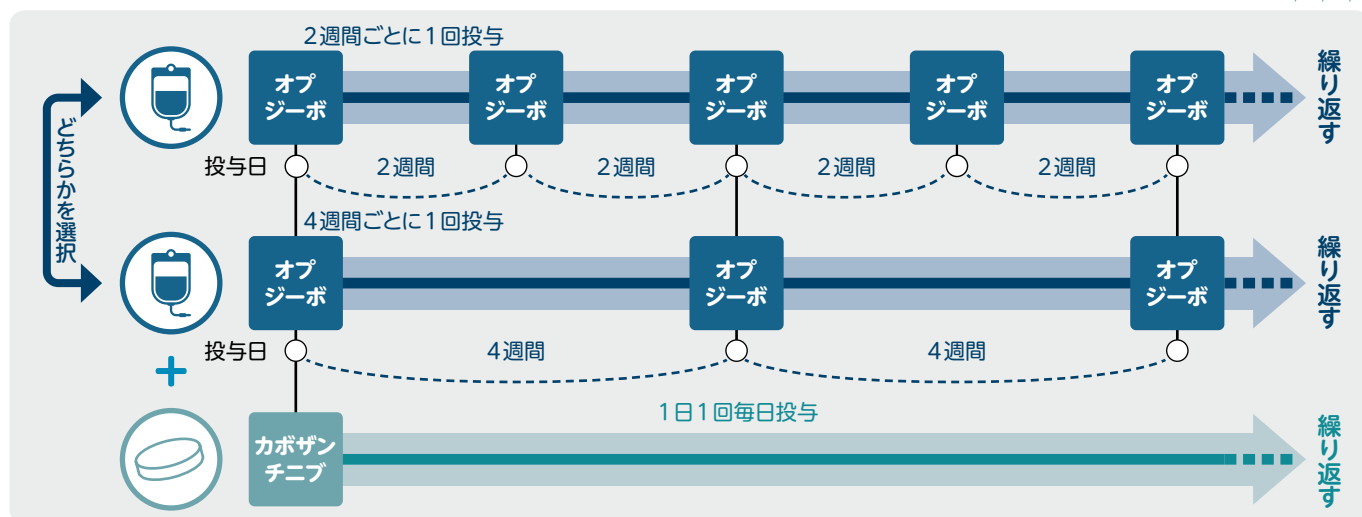 2週間ごとに1回投与
オプ
ジーボ
オプ
ジーボ
オプ
ジーボ
オプ
ジーボ
オプ
ジーボ
繰り返す
どちらかを選択
投与日
2週間
2週間
2週間
2週間
4週間ごとに1回投与
オプ
ジーボ
オプ
ジーボ
オプ
ジーボ
繰り返す
投与日
4週間
4週間
+
1日1回毎日投与
カボザン
チニブ
繰り返す